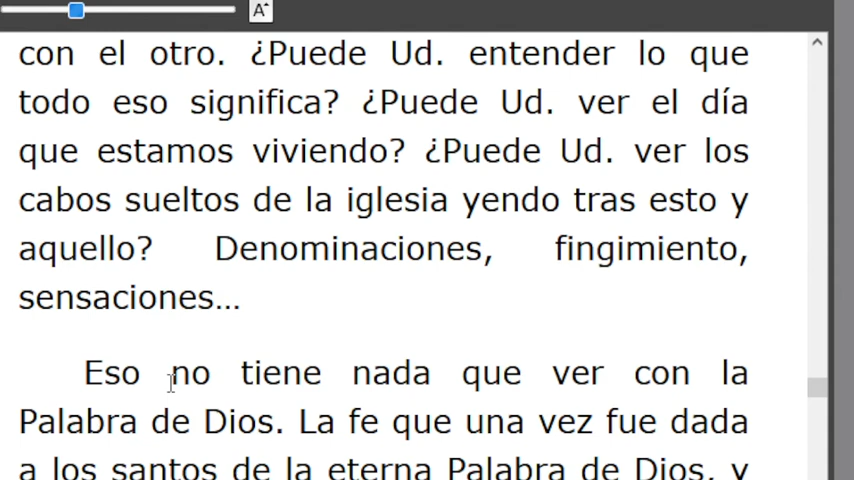 A
con el otro. ¿Puede Ud. entender lo que
todo eso significa? ¿Puede Ud. ver el día
que estamos viviendo? ¿Puede Ud. ver los
cabos sueltos de la iglesia yendo tras esto y
aquello? Denominaciones, fingimiento,
sensaciones...
Eso no tiene nada que ver con la
Palabra de Dios. La fe que una vez fue dada
a los santos de la eterna Palabra de Dios, y